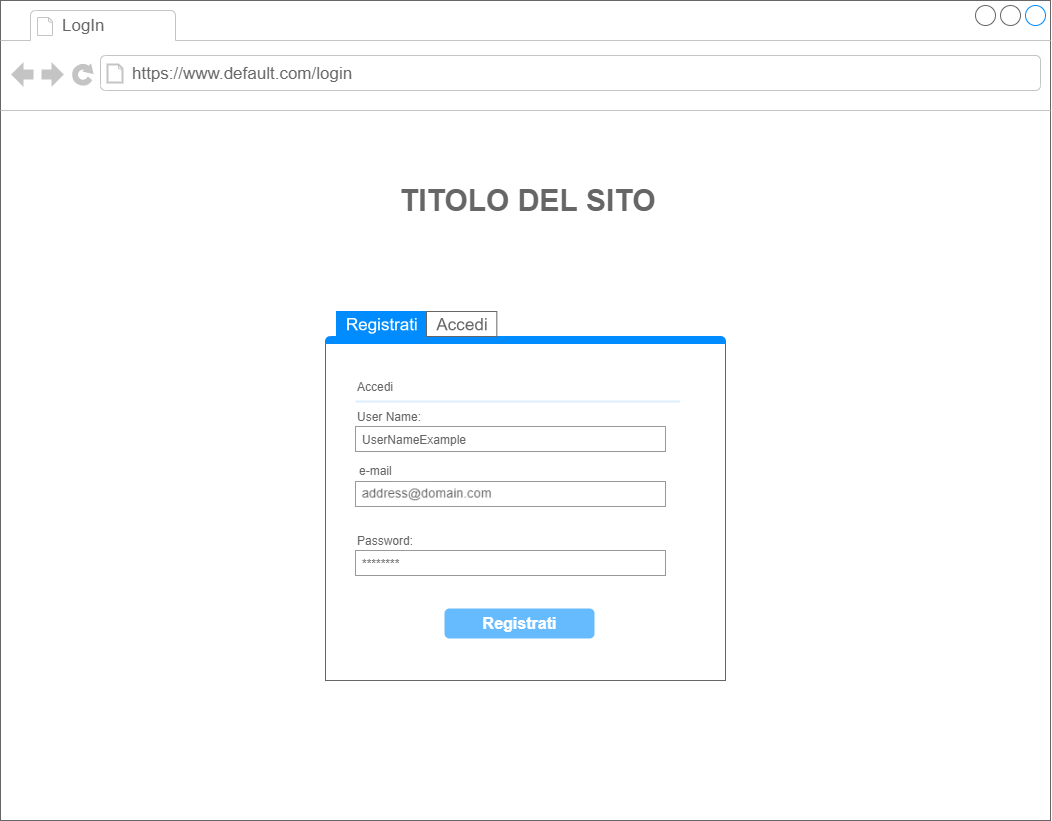 LogIn
https://www.default.com/login
TITOLO DEL SITO
Registrati Accedi
Accedi
User Name:
UserNameExample
e-mail
address@domain.com
Password:
********
Registrati